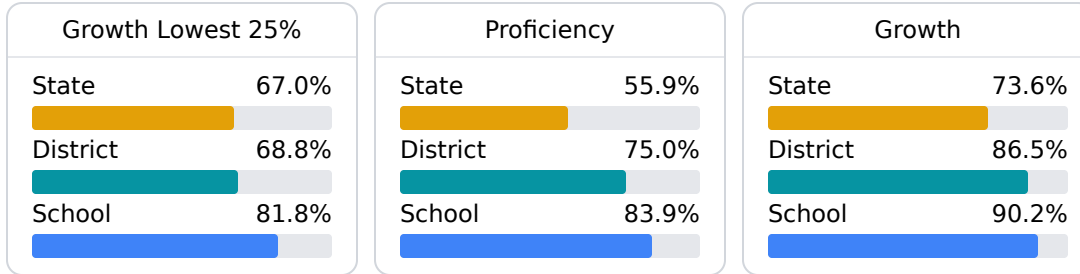 Growth Lowest 25%
State 67.0%
District 68.8%
School 81.8%
Proficiency
State 55.9%
District 75.0%
School 83.9%
Growth
State 73.6%
District 86.5%
School 90.2%